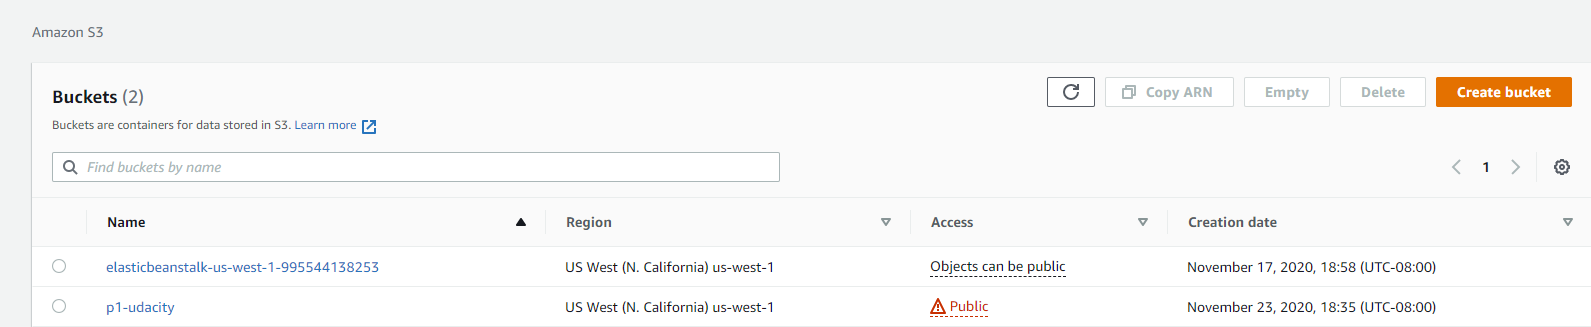 Amazon S3
Buckets (2)
Copy ARN Empty Delete Create bucket
Buckets are containers for data stored in S3. Learn more
Find buckets by name
1
Name Region Access Creation date
elasticbeanstalk-us-west-1-995544138253 US West (N. California) us-west-1 Objects can be public November 17, 2020, 18:58 (UTC-08:00)
p1-udacity US West (N. California) us-west-1 Public November 23, 2020, 18:35 (UTC-08:00)